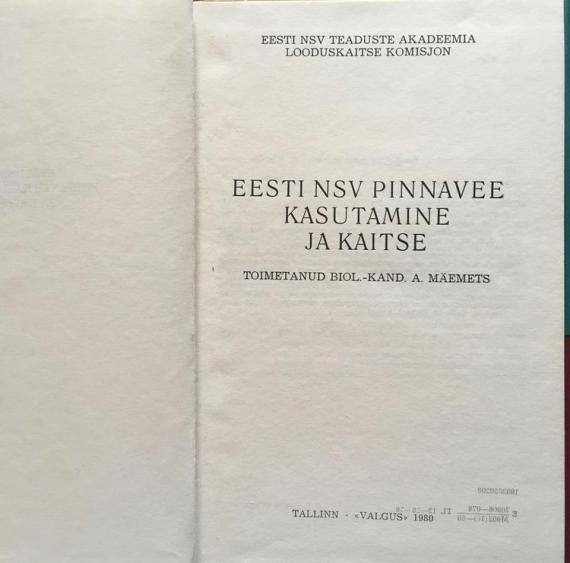 EESTI NSV TEADUSTE AKADEEMIA
LOODUSKAITSE KOMISJON
EESTI NSV PINNAVEE
KASUTAMINE
JA KAITSE
TOIMETANUD BIOL.-KAND. A. MÄEMETS
TALLINN · «VALGUS» 1980